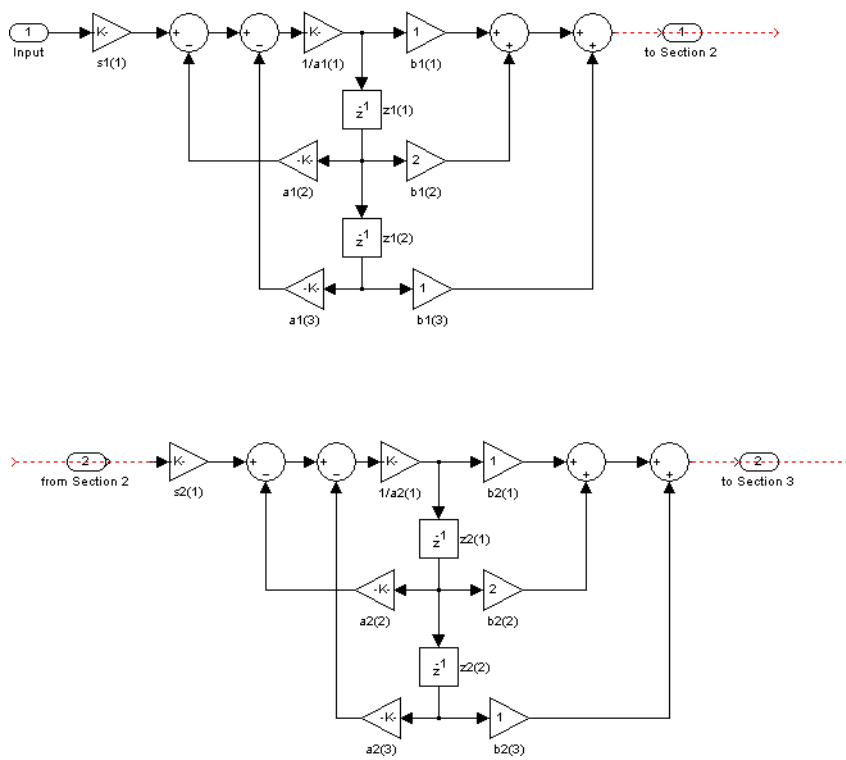 1
Input
K-
s1(1)
+
−
+
−
K-
1/a1(1)
1
b1(1)
+
+
+
+
1
to Section 2
z-1
z1(1)
-K-
a1(2)
2
b1(2)
z-1
z1(2)
-K-
a1(3)
1
b1(3)
2
from Section 2
K-
s2(1)
+
−
+
−
K-
1/a2(1)
1
b2(1)
+
+
+
+
2
to Section 3
z-1
z2(1)
-K-
a2(2)
2
b2(2)
z-1
z2(2)
-K-
a2(3)
1
b2(3)